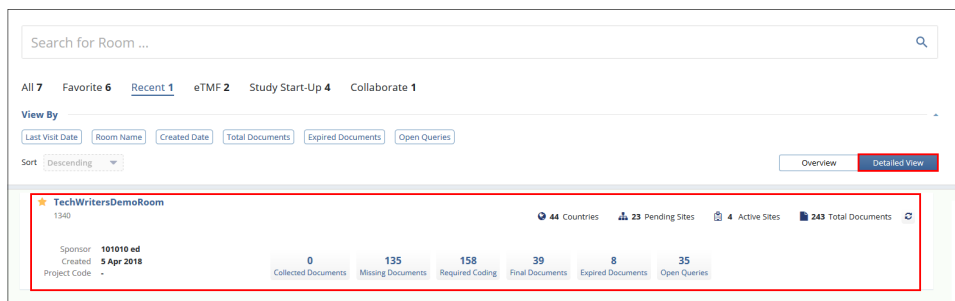 Search for Room ...
All 7 Favorite 6 Recent 1 eTMF 2 Study Start-Up 4 Collaborate 1
View By
Last Visit Date Room Name Created Date Total Documents Expired Documents Open Queries
Sort Descending Overview Detailed View
TechWritersDemoRoom
1340 44 Countries 23 Pending Sites 4 Active Sites 243 Total Documents
Sponsor 101010 ed
Created 5 Apr 2018 0 135 158 39 8 35
Project Code - Collected Documents Missing Documents Required Coding Final Documents Expired Documents Open Queries